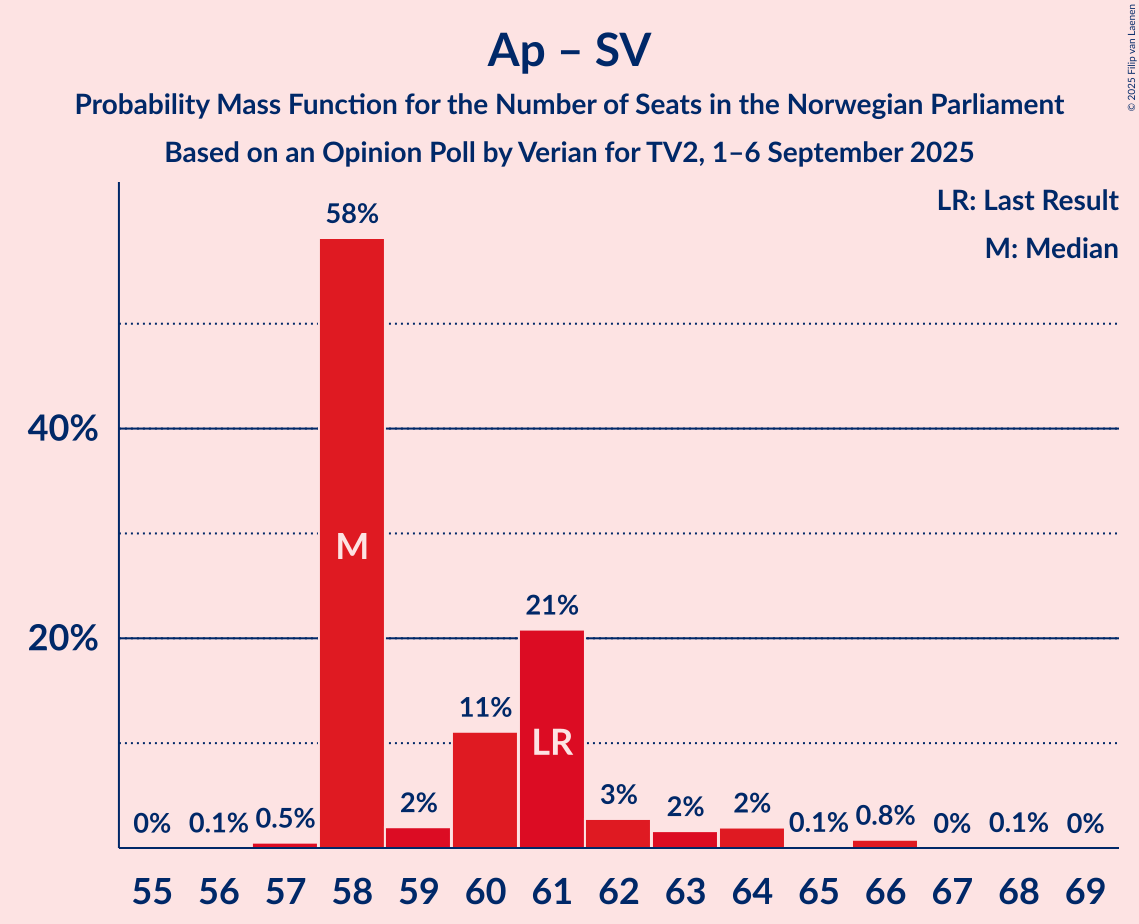 Ap – SV
Probability Mass Function for the Number of Seats in the Norwegian Parliament
Based on an Opinion Poll by Verian for TV2, 1–6 September 2025
© 2025 Filip van Laenen
LR: Last Result
M: Median
58%
40%
M
21%
20%
11%
LR
0% 0.1% 0.5% 2% 3% 2% 2% 0.1% 0.8% 0% 0.1% 0%
55 56 57 58 59 60 61 62 63 64 65 66 67 68 69